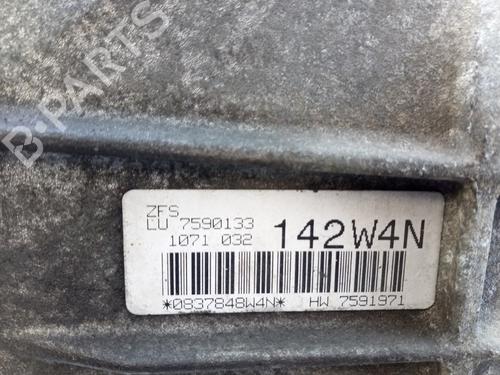 B-PARTS
ZFS
LU 7590133
1071 032 142W4N
*0837848W4N* HW 7591971